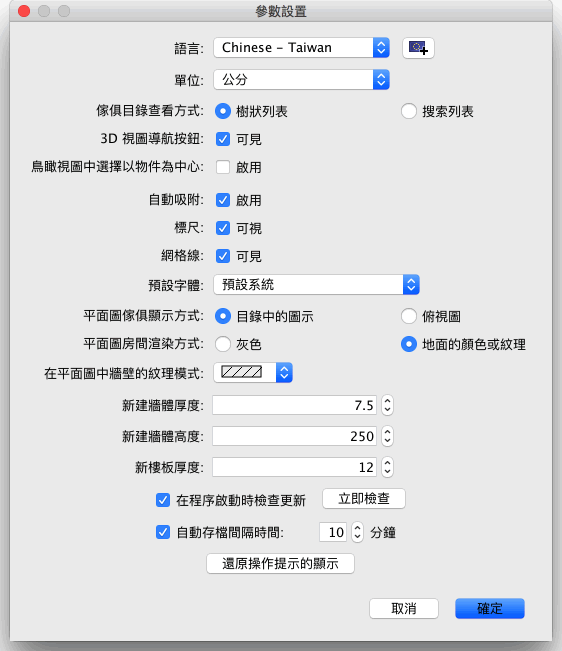 參數設置
語言: Chinese – Taiwan
單位: 公分
傢俱目錄查看方式: 樹狀列表 搜索列表
3D 視圖導航按鈕: 可見
鳥瞰視圖中選擇以物件為中心: 啟用
自動吸附: 啟用
標尺: 可視
網格線: 可見
預設字體: 預設系統
平面圖傢俱顯示方式: 目錄中的圖示 俯視圖
平面圖房間渲染方式: 灰色 地面的顏色或紋理
在平面圖中牆壁的紋理模式:
新建牆體厚度: 7.5
新建牆體高度: 250
新樓板厚度: 12
在程序啟動時檢查更新 立即檢查
自動存檔間隔時間: 10 分鐘
還原操作提示的顯示
取消 確定